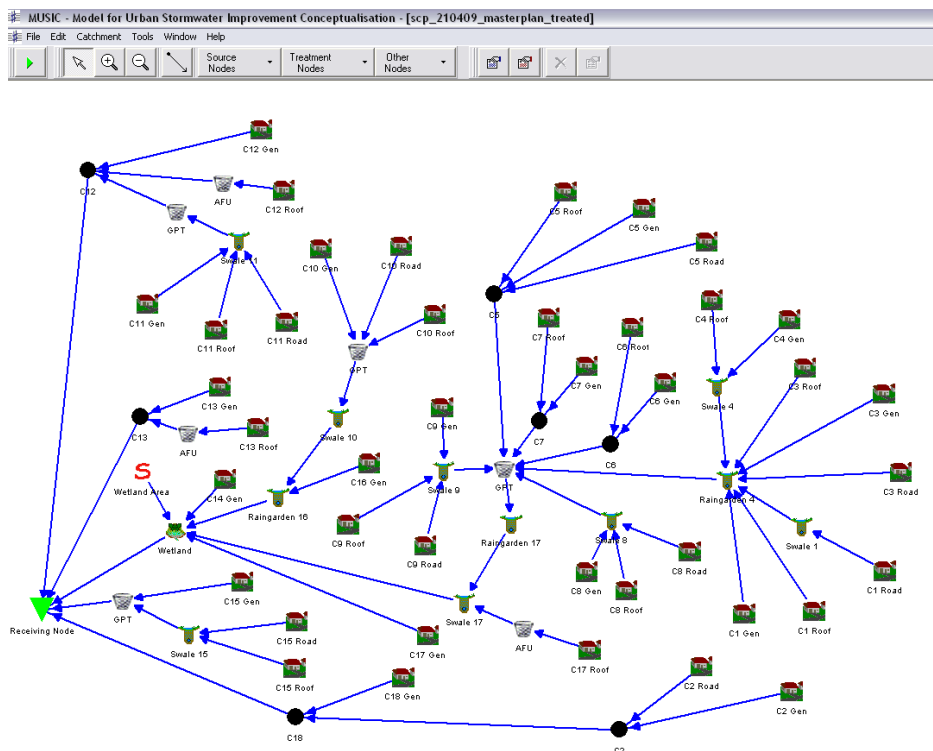 MUSIC - Model for Urban Stormwater Improvement Conceptualisation - [scp_210409_masterplan_treated]
File Edit Catchment Tools Window Help
Source Nodes
Treatment Nodes
Other Nodes
C12 Gen
C12
AFU
C12 Roof
GPT
Swale 11
C11 Gen
C11 Roof
C11 Road
C10 Gen
C10 Road
C10 Roof
GPT
Swale 10
C5 Roof
C5 Gen
C5 Road
C5
C7 Roof
C6 Roof
C7 Gen
C6 Gen
C7
C6
C4 Roof
C4 Gen
Swale 4
C3 Roof
C3 Gen
C3 Road
Raingarden 4
Swale 1
C1 Road
C1 Gen
C1 Roof
C13 Gen
C13
AFU
C13 Roof
S
Wetland Area
C14 Gen
Wetland
Raingarden 16
C16 Gen
C9 Gen
Swale 9
C9 Roof
C9 Road
GPT
Raingarden 17
Swale 8
C8 Gen
C8 Roof
C8 Road
Receiving Node
GPT
C15 Gen
Swale 15
C15 Road
C15 Roof
C17 Gen
Swale 17
AFU
C17 Roof
C18 Gen
C18
C2 Road
C2 Gen
C2